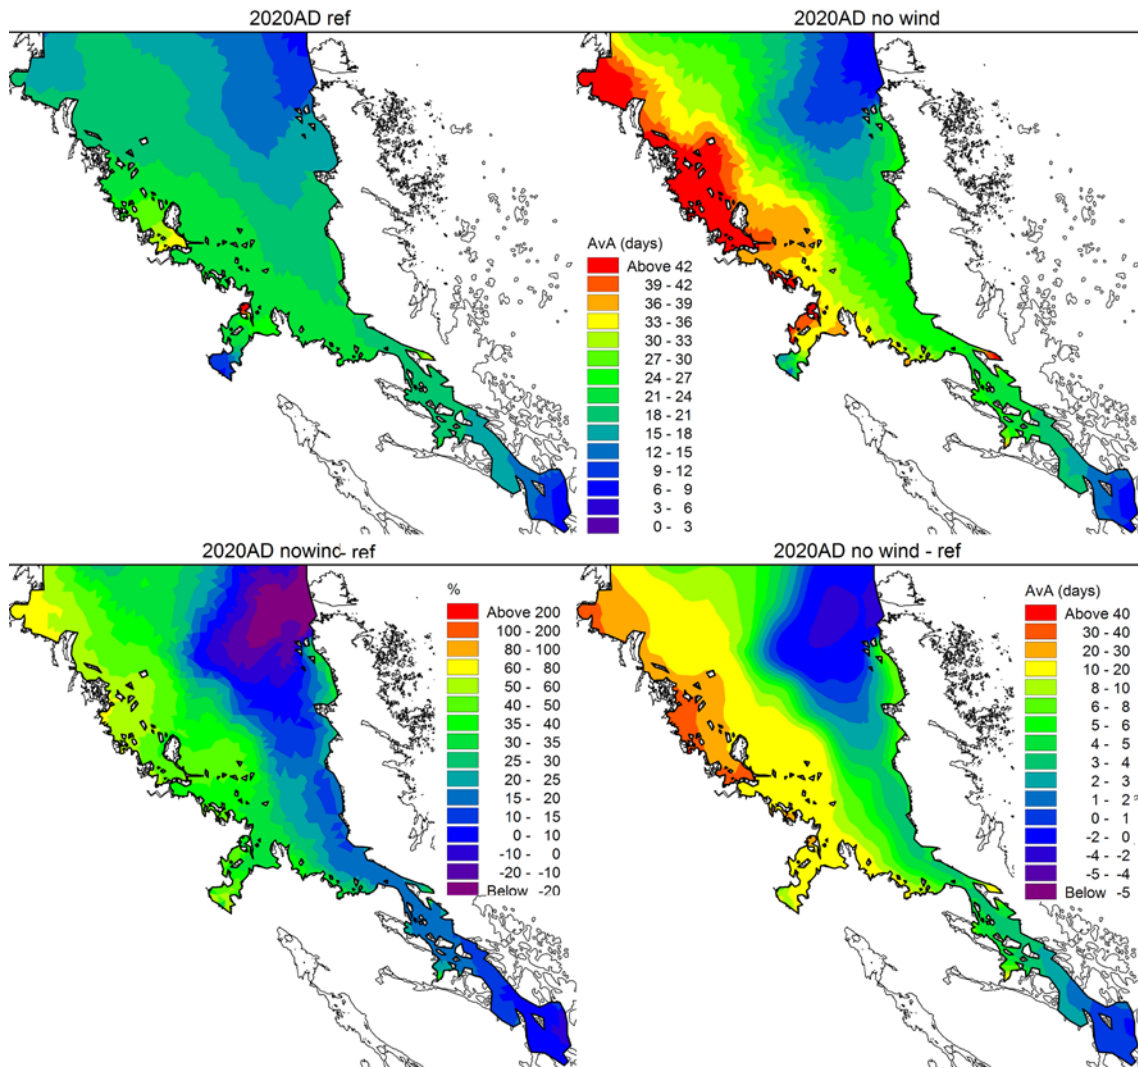 2020AD ref
2020AD no wind
AvA (days)
Above 42
39 - 42
36 - 39
33 - 36
30 - 33
27 - 30
24 - 27
21 - 24
18 - 21
15 - 18
12 - 15
9 - 12
6 - 9
3 - 6
0 - 3
2020AD nowind- ref
%
Above 200
100 - 200
80 - 100
60 - 80
50 - 60
40 - 50
35 - 40
30 - 35
25 - 30
20 - 25
15 - 20
10 - 15
0 - 10
-10 - 0
-20 - -10
Below -20
2020AD no wind - ref
AvA (days)
Above 40
30 - 40
20 - 30
10 - 20
8 - 10
6 - 8
5 - 6
4 - 5
3 - 4
2 - 3
1 - 2
0 - 1
-2 - 0
-4 - -2
-5 - -4
Below -5